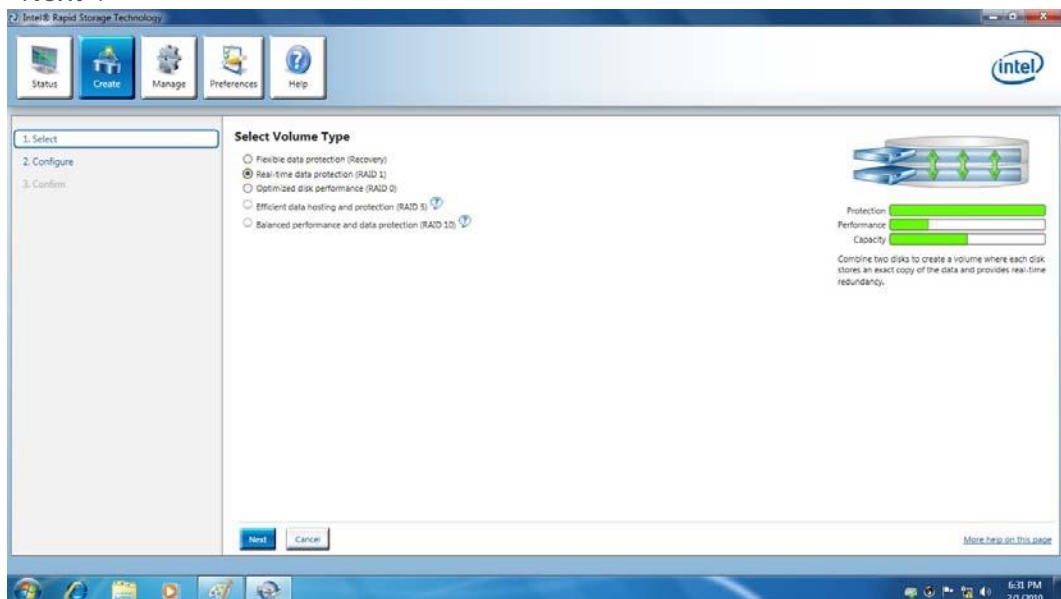 Intel® Rapid Storage Technology
Status
Create
Manage
Preferences
Help
intel
1. Select
2. Configure
3. Confirm
Select Volume Type
Flexible data protection (Recovery)
Real-time data protection (RAID 1)
Optimized disk performance (RAID 0)
Efficient data hosting and protection (RAID 5) ?
Balanced performance and data protection (RAID 10) ?
Protection
Performance
Capacity
Combine two disks to create a volume where each disk
stores an exact copy of the data and provides real-time
redundancy.
Next
Cancel
More help on this page
6:31 PM
2/1/2010